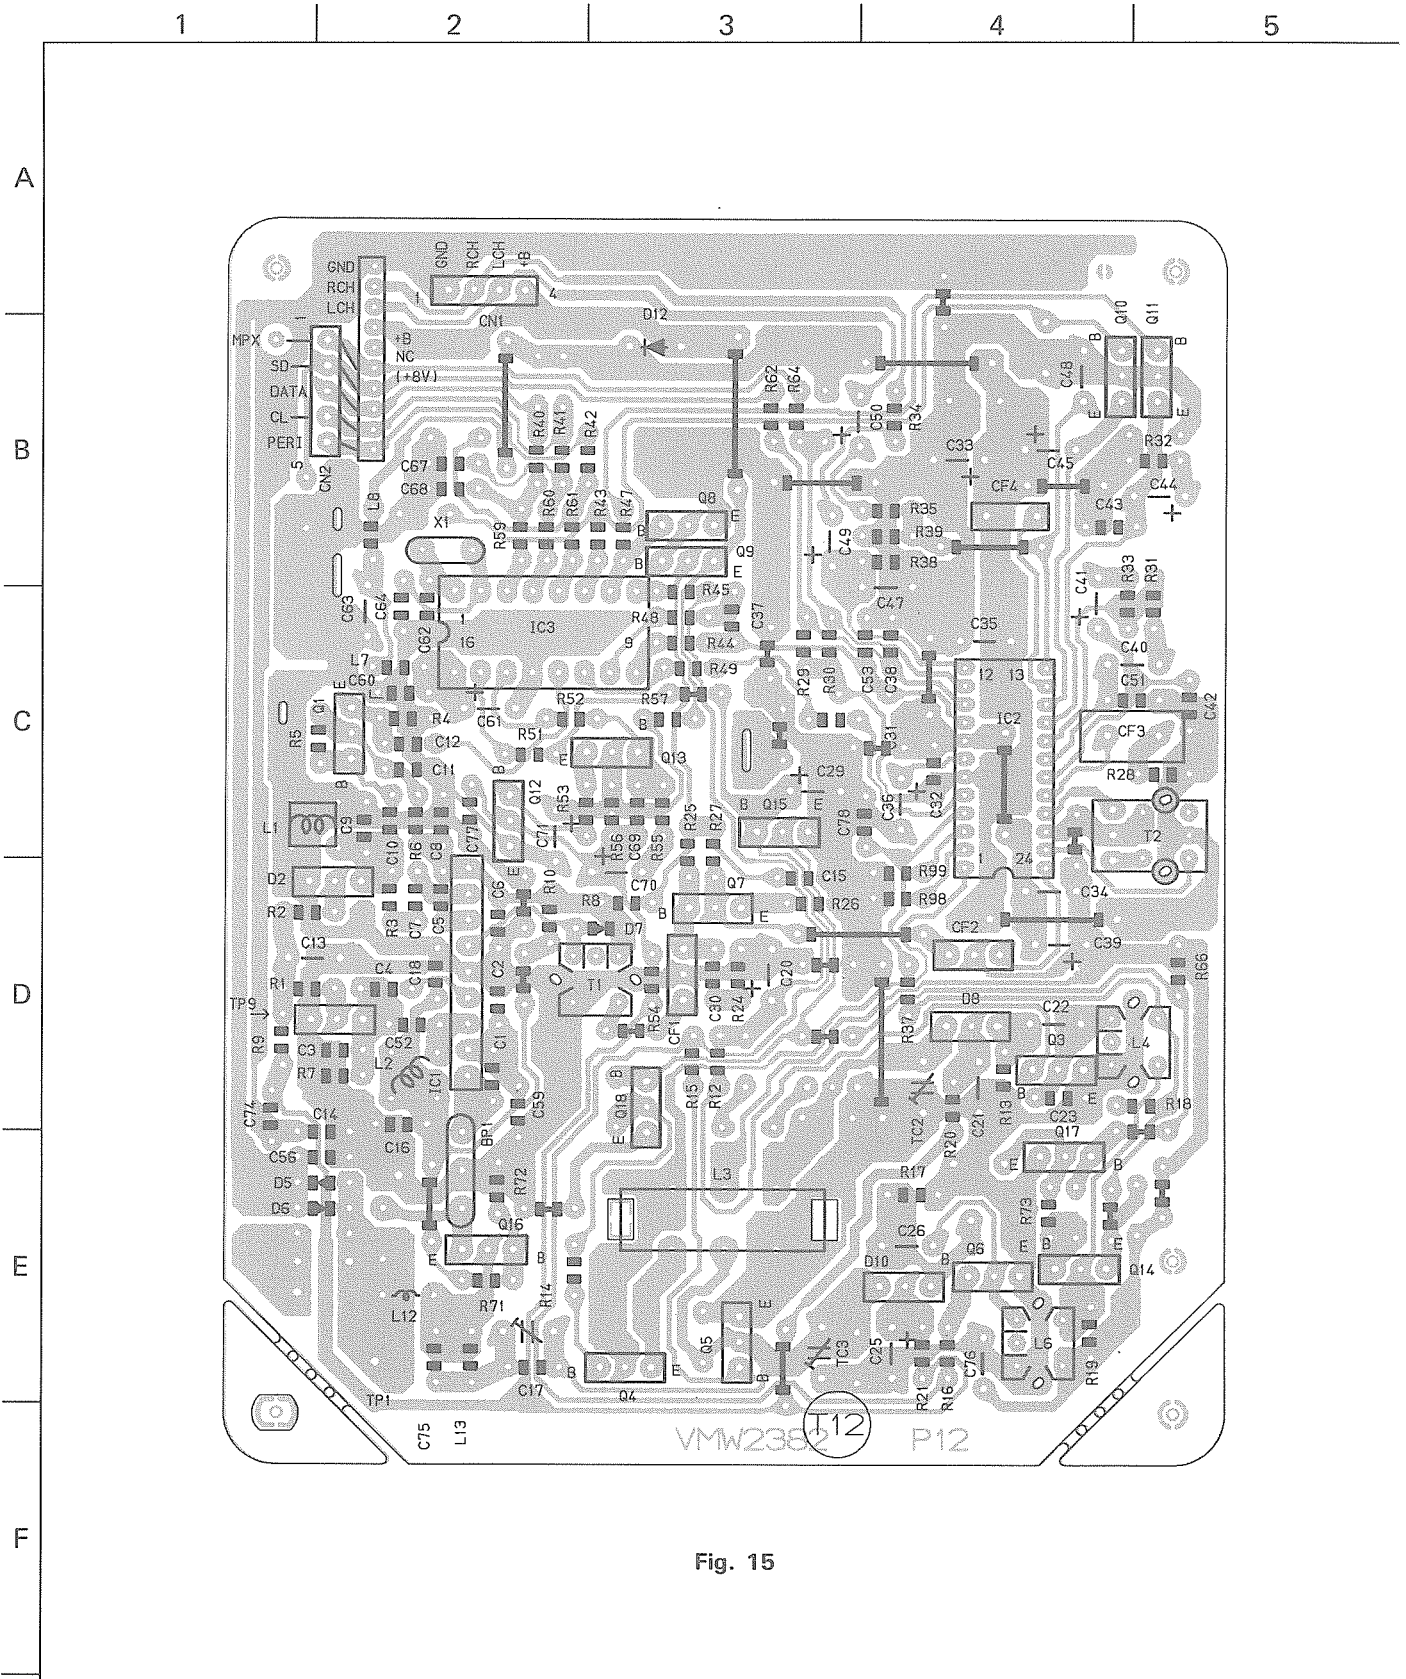 1 2 3 4 5
A
GND RCH LCH +B
GND
RCH
LCH
1 4
CN1
D12
Q10 Q11
1
MPX
+B
B B
SD
NC
DATA
(+8V)
C48
R62 R64
CL
E E
C50 R34
R40 R41 R42
PERI
B
R32
5 CN2
C67
C33
C45
C68
C44
CF4
L8
X1
R59 R60 R61 R43 R47
Q8
B E
R35
C43
R39
C49
Q9
B E
R38
C41 R33 R31
C63 C64
R45
C47
C62
1
IC3
R48
C37
C35
16
9
R44
C40
L7
R49
R29 R30 C53 C38
12 13
C60
C51
Q1 E
L
R52
R57
C42
C61
R4
B
IC2
C
R5
C12
R51
C31
CF3
C11
E Q13
B
B
C29
R28
Q12
R53
B Q15 E
C36 C32
L1
C9
C10 R6 C8 C77
C71
R56 C69 R55
R25 R27
C78
T2
1 24
D2
E
C6 R10
C70
Q7
C15
R99
R2
R3 C7 C5
R8
B E
R26
R98
C34
C13
D7
CF2
C39
C18
C2
R1
C4
T1
C20
R66
D
TP9
R54
C30 R24
D8
C22
R37
R9
C52
C1
CF1
Q3
L4
C3
L2
R7
IC1
B
R15 R12
B E
C74
C59
Q18
TC2
C21 R13
C23
R18
C14
C16
BP1
E
R20
Q17
C56
E B
D5
R72
L3
R17
D6
R73
Q16
C26
E B
E B E
E
D10
B Q6
Q14
L12
R71
R14
E
Q5
TC3
C25
C76
L6
R19
B
C17
B E
Q4
R21 R16
TP1
C75 L13
VMW2382
T12
P12
F
Fig. 15